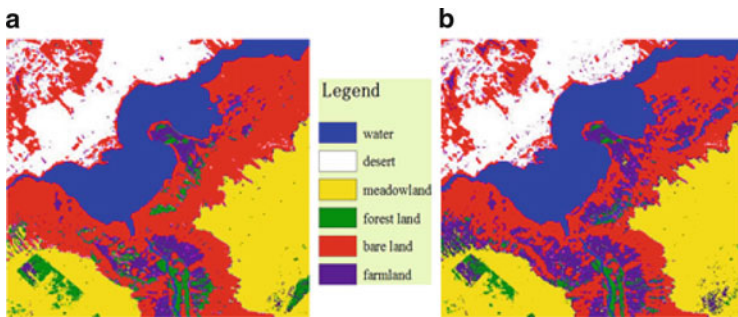 a
b
Legend
water
desert
meadowland
forest land
bare land
farmland